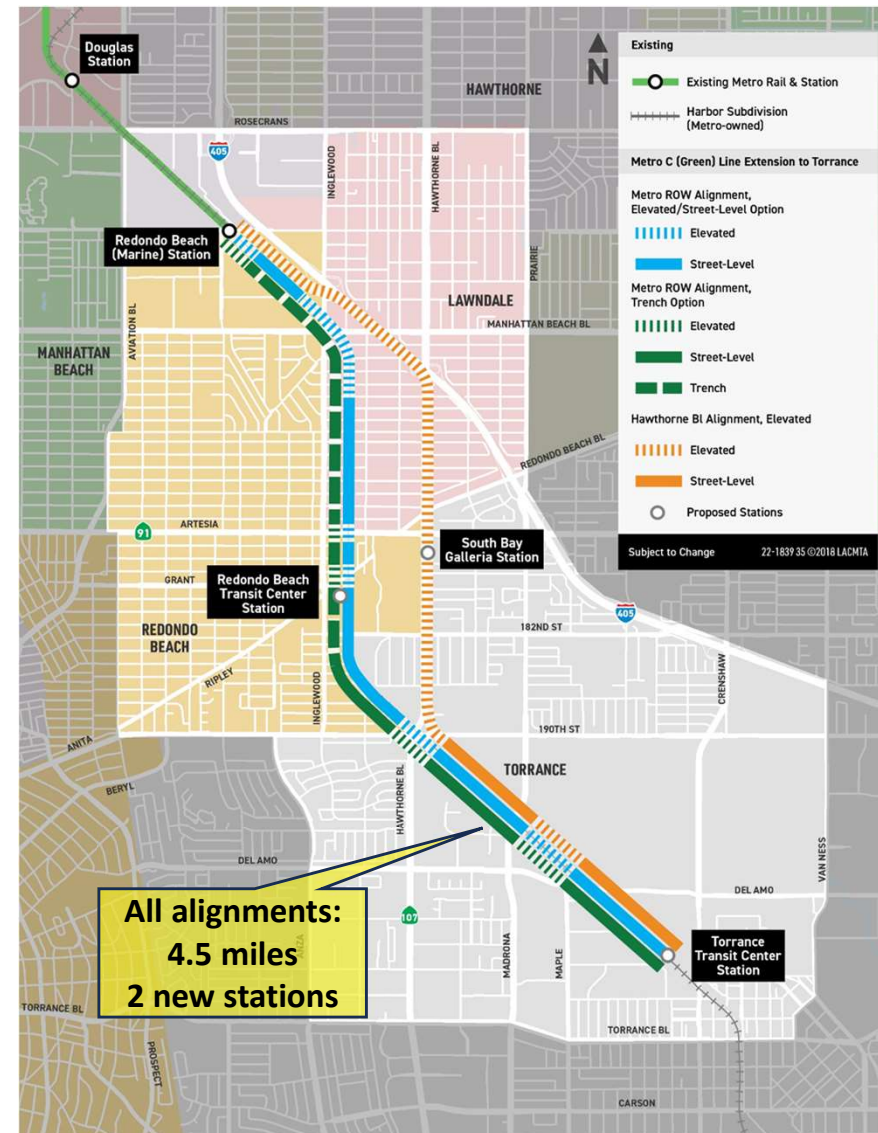 Douglas
Station
HAWTHORNE
ROSECRANS
405
INGLEWOOD
HAWTHORNE BL
Redondo Beach
(Marine) Station
PRAIRIE
LAWNDALE
MANHATTAN BEACH BL
AVIATION BL
MANHATTAN
BEACH
REDONDO BEACH BL
ARTESIA
91
South Bay
Galleria Station
GRANT
Redondo Beach
Transit Center
Station
405
182ND ST
REDONDO
BEACH
RIPLEY
INGLEWOOD
CRENSHAW
190TH ST
ANITA
TORRANCE
BERYL
HAWTHORNE BL
VAN NESS
DEL AMO
DEL AMO
All alignments:
4.5 miles
2 new stations
107
MADRONA
MAPLE
Torrance
Transit Center
Station
TORRANCE BL
TORRANCE BL
PROSPECT
CARSON
N
Existing
Existing Metro Rail & Station
Harbor Subdivision
(Metro-owned)
Metro C (Green) Line Extension to Torrance
Metro ROW Alignment,
Elevated/Street-Level Option
Elevated
Street-Level
Metro ROW Alignment,
Trench Option
Elevated
Street-Level
Trench
Hawthorne Bl Alignment, Elevated
Elevated
Street-Level
Proposed Stations
Subject to Change
22-1839 35 ©2018 LACMTA